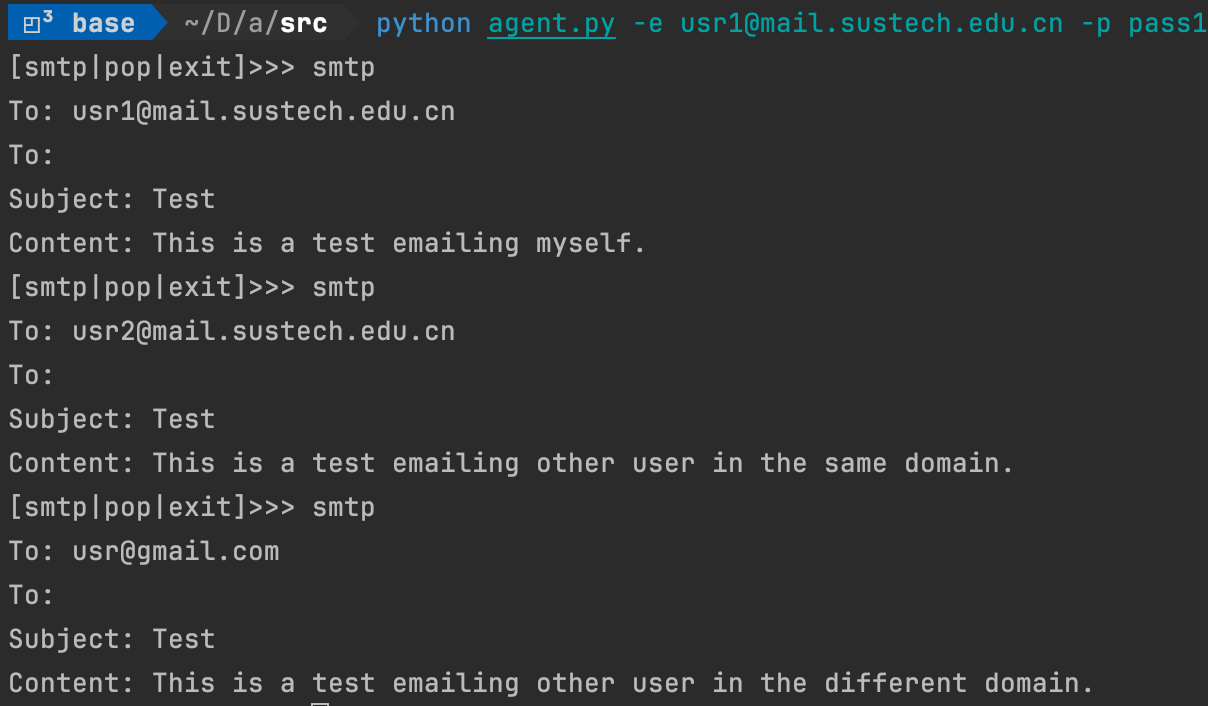 3 base ~/D/a/src python agent.py -e usr1@mail.sustech.edu.cn -p pass1
[smtp|pop|exit]>>> smtp
To: usr1@mail.sustech.edu.cn
To:
Subject: Test
Content: This is a test emailing myself.
[smtp|pop|exit]>>> smtp
To: usr2@mail.sustech.edu.cn
To:
Subject: Test
Content: This is a test emailing other user in the same domain.
[smtp|pop|exit]>>> smtp
To: usr@gmail.com
To:
Subject: Test
Content: This is a test emailing other user in the different domain.